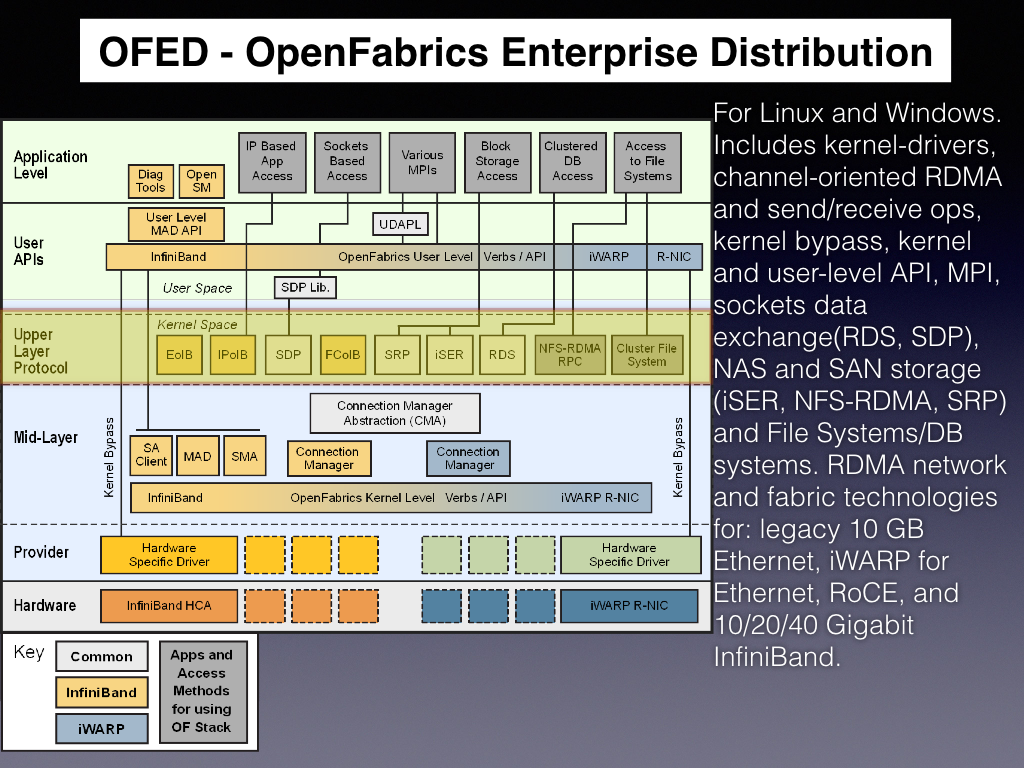 OFED - OpenFabrics Enterprise Distribution
For Linux and Windows.
Includes kernel-drivers,
channel-oriented RDMA
and send/receive ops,
kernel bypass, kernel
and user-level API, MPI,
sockets data
exchange(RDS, SDP),
NAS and SAN storage
(iSER, NFS-RDMA, SRP)
and File Systems/DB
systems. RDMA network
and fabric technologies
for: legacy 10 GB
Ethernet, iWARP for
Ethernet, RoCE, and
10/20/40 Gigabit
InfiniBand.
Application
Level
Diag
Tools
Open
SM
IP Based
App
Access
Sockets
Based
Access
Various
MPIs
Block
Storage
Access
Clustered
DB
Access
Access
to File
Systems
User
APIs
User Level
MAD API
UDAPL
InfiniBand OpenFabrics User Level Verbs / API iWARP R-NIC
User Space
SDP Lib.
Kernel Space
Upper
Layer
Protocol
EoIB
IPoIB
SDP
FCoIB
SRP
iSER
RDS
NFS-RDMA
RPC
Cluster File
System
Mid-Layer
Kernel Bypass
Connection Manager
Abstraction (CMA)
SA
Client
MAD
SMA
Connection
Manager
Connection
Manager
Kernel Bypass
InfiniBand OpenFabrics Kernel Level Verbs / API iWARP R-NIC
Provider
Hardware
Specific Driver
Hardware
Specific Driver
Hardware
InfiniBand HCA
iWARP R-NIC
Key
Common
InfiniBand
iWARP
Apps and
Access
Methods
for using
OF Stack